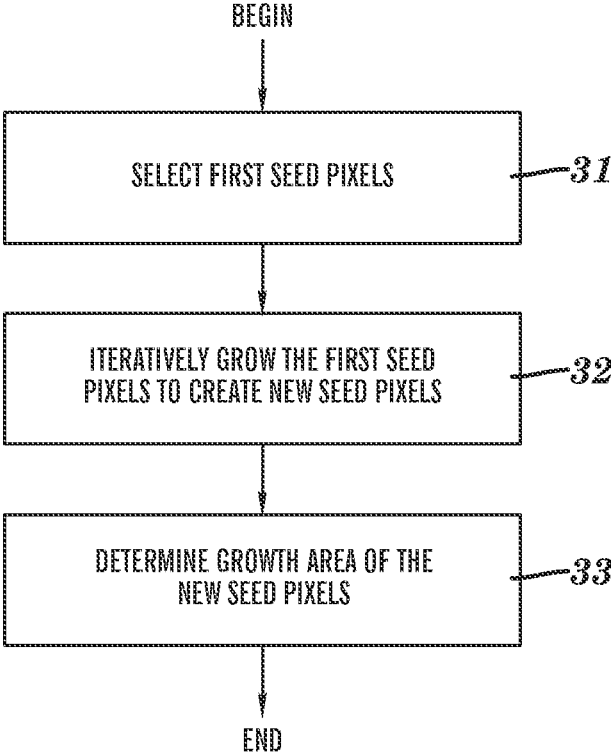 BEGIN
SELECT FIRST SEED PIXELS
31
ITERATIVELY GROW THE FIRST SEED
PIXELS TO CREATE NEW SEED PIXELS
32
DETERMINE GROWTH AREA OF THE
NEW SEED PIXELS
33
END